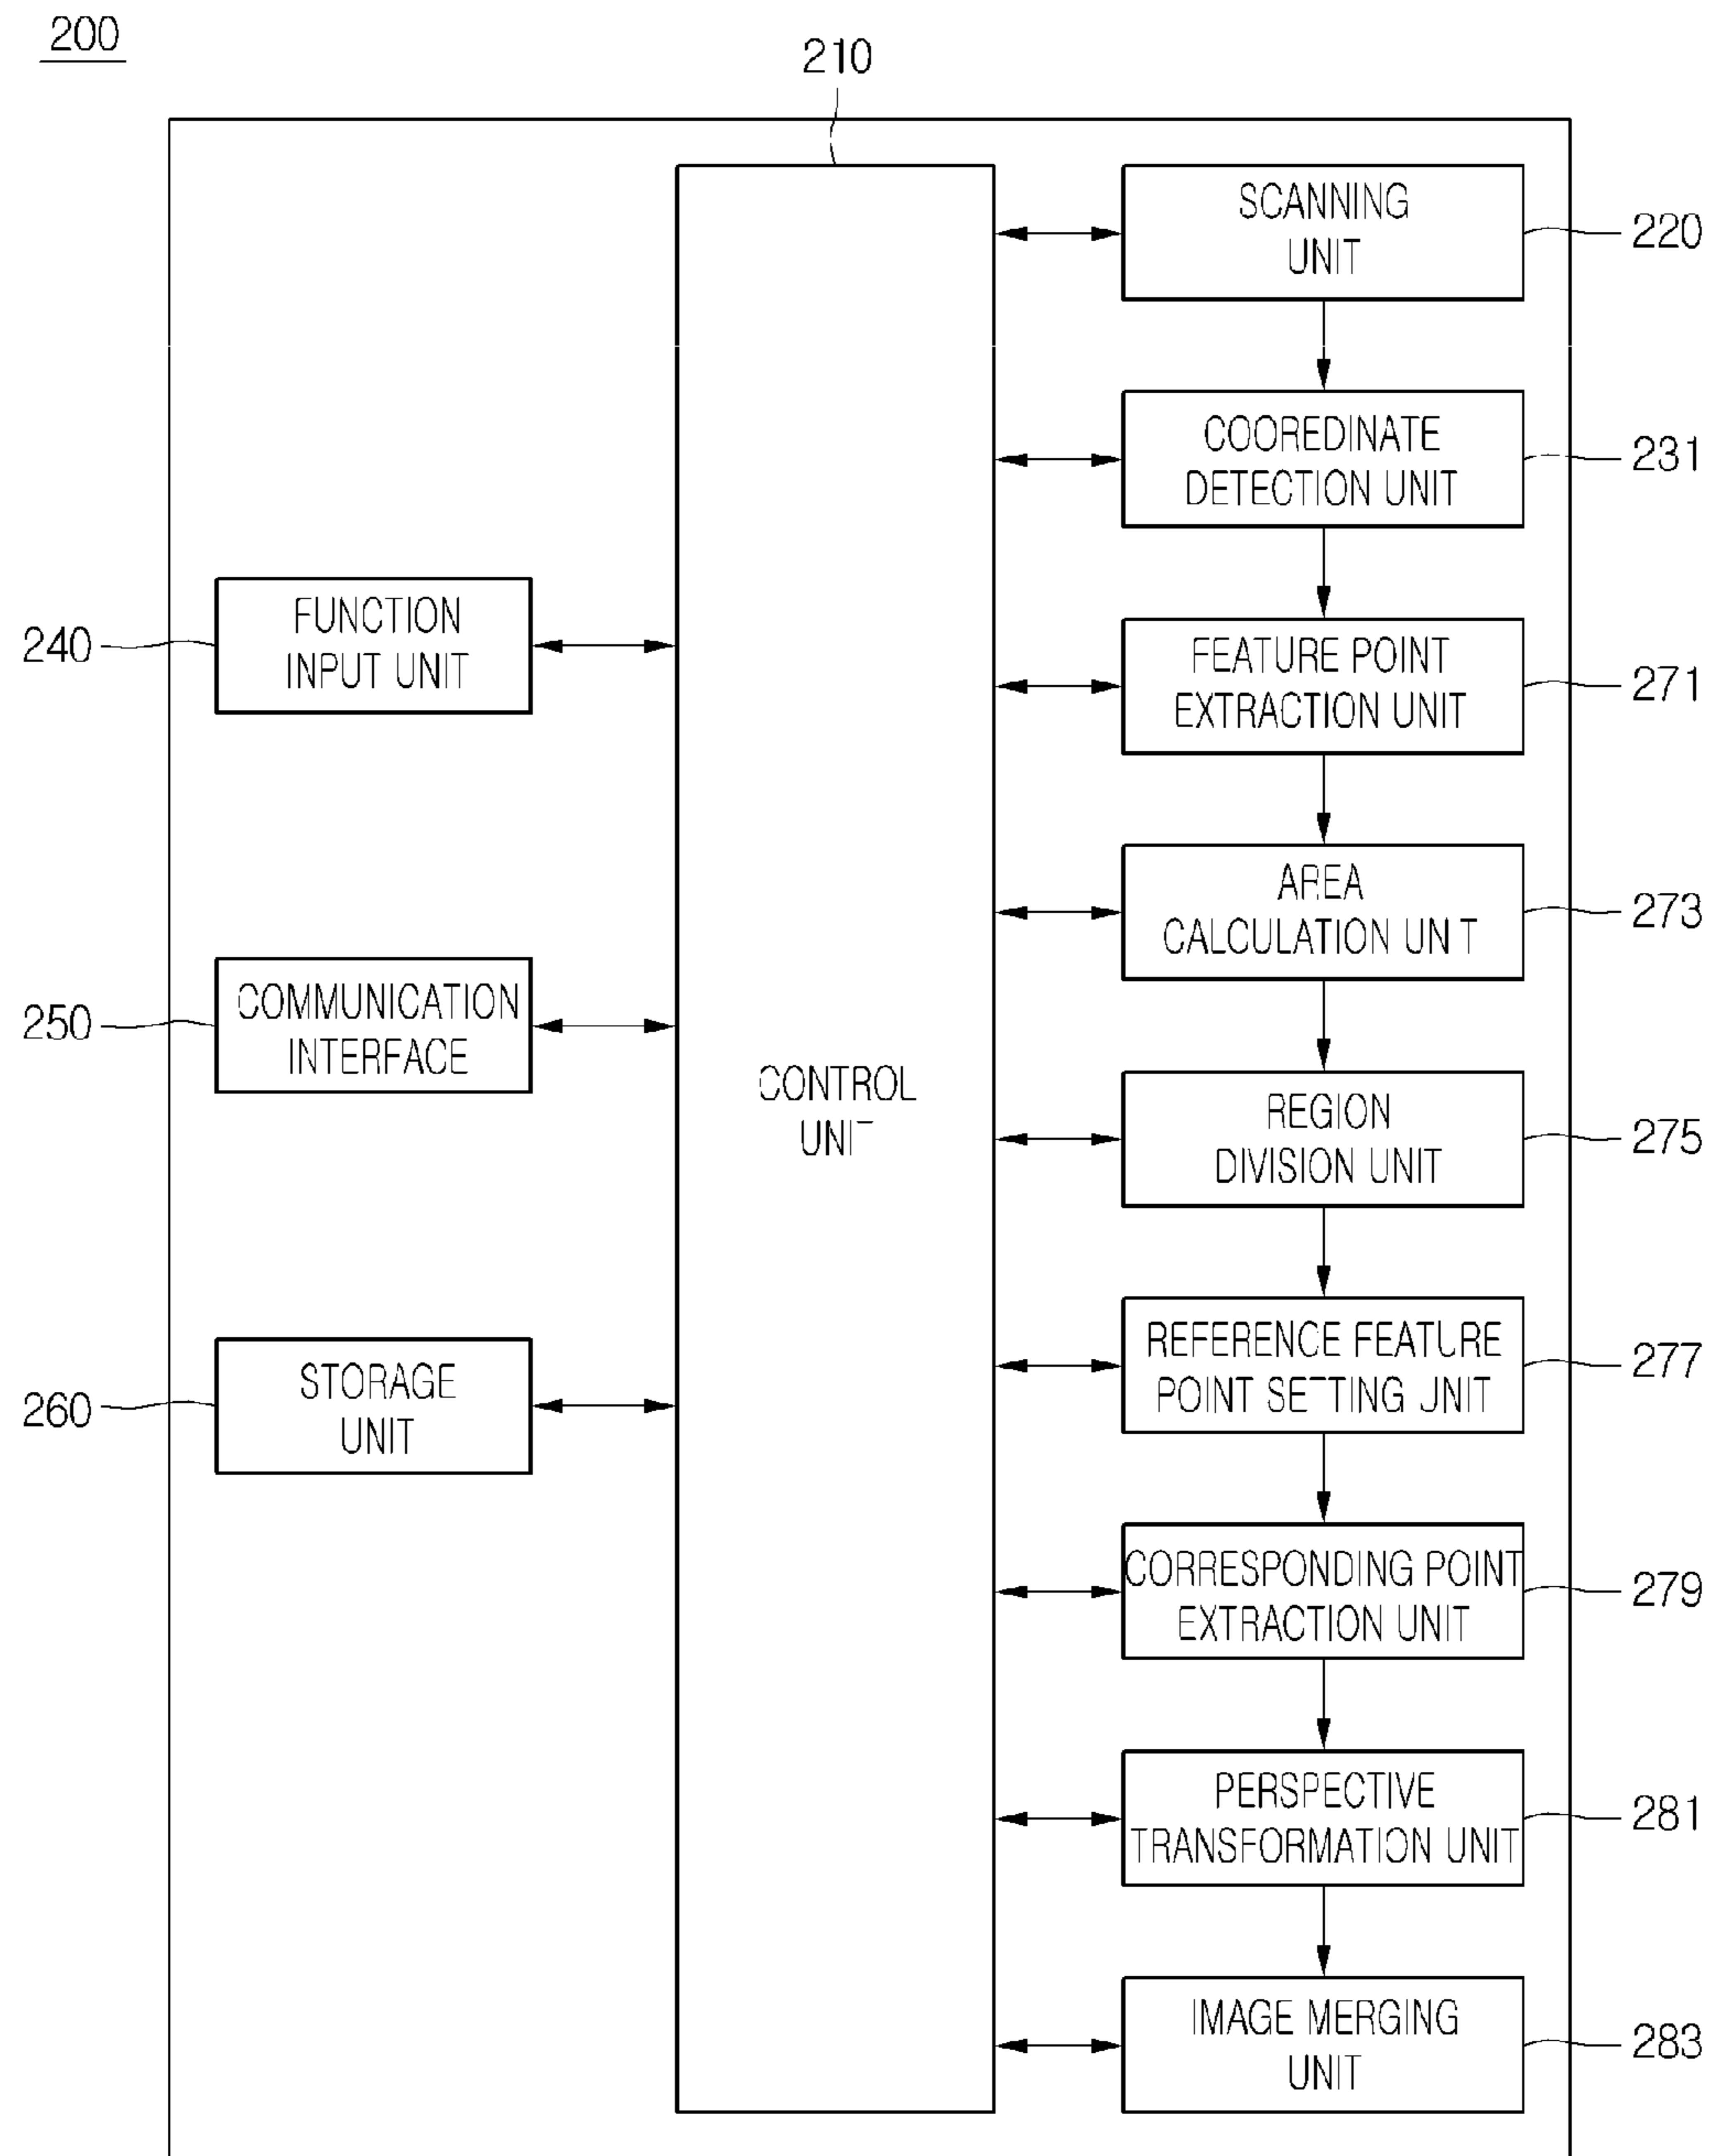 200
210
SCANNING
UNIT
220
COOREDINATE
DETECTION UNIT
231
FUNCTION
INPUT UNIT
240
FEATURE POINT
EXTRACTION UNIT
271
AREA
CALCULATION UNIT
273
COMMUNICATION
INTERFACE
250
CONTROL
UNIT
REGION
DIVISION UNIT
275
STORAGE
UNIT
260
REFERENCE FEATURE
POINT SETTING UNIT
277
CORRESPONDING POINT
EXTRACTION UNIT
279
PERSPECTIVE
TRANSFORMATION UNIT
281
IMAGE MERGING
UNIT
283